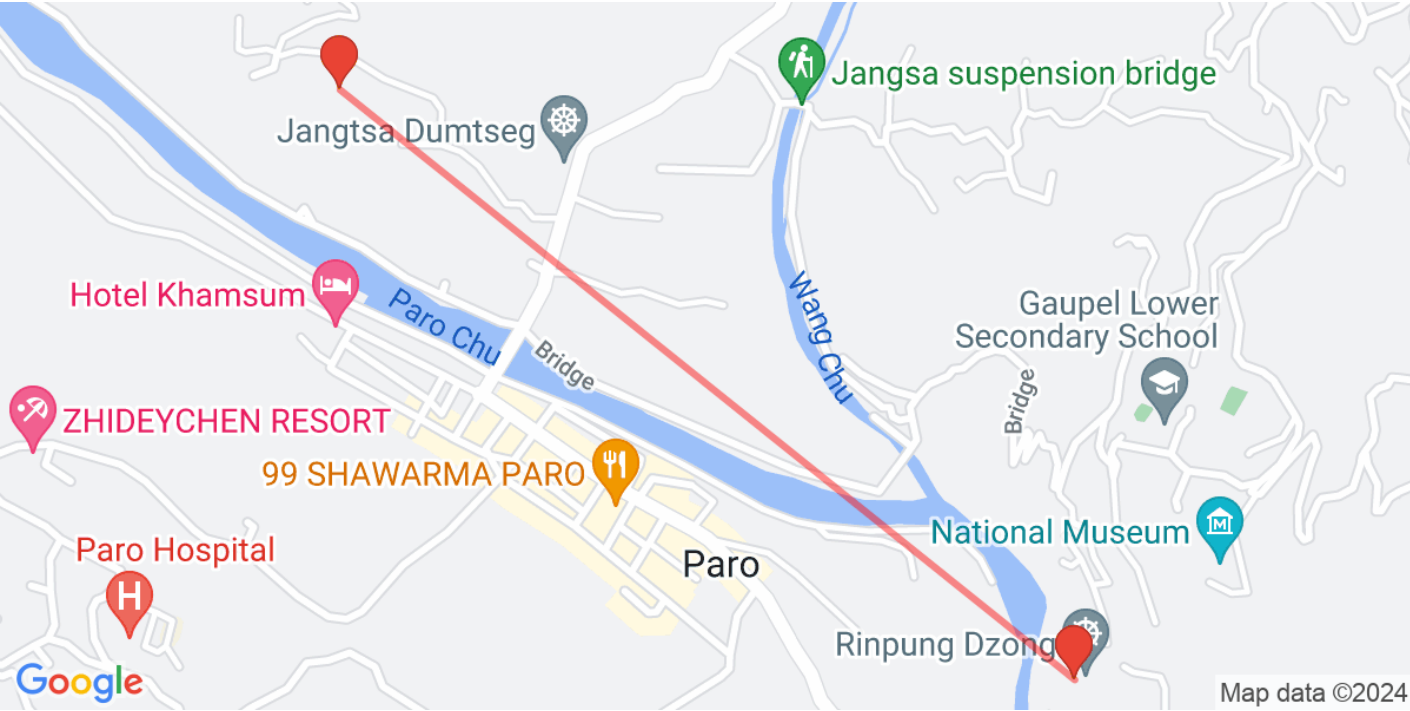 Jangsa suspension bridge
Jangtsa Dumtseg
Hotel Khamsum
Paro Chu
Wang Chu
Gaupel Lower
Secondary School
Bridge
Bridge
ZHIDEYCHEN RESORT
99 SHAWARMA PARO
National Museum
Paro Hospital
H
Paro
Rinpung Dzong
Google
Map data ©2024